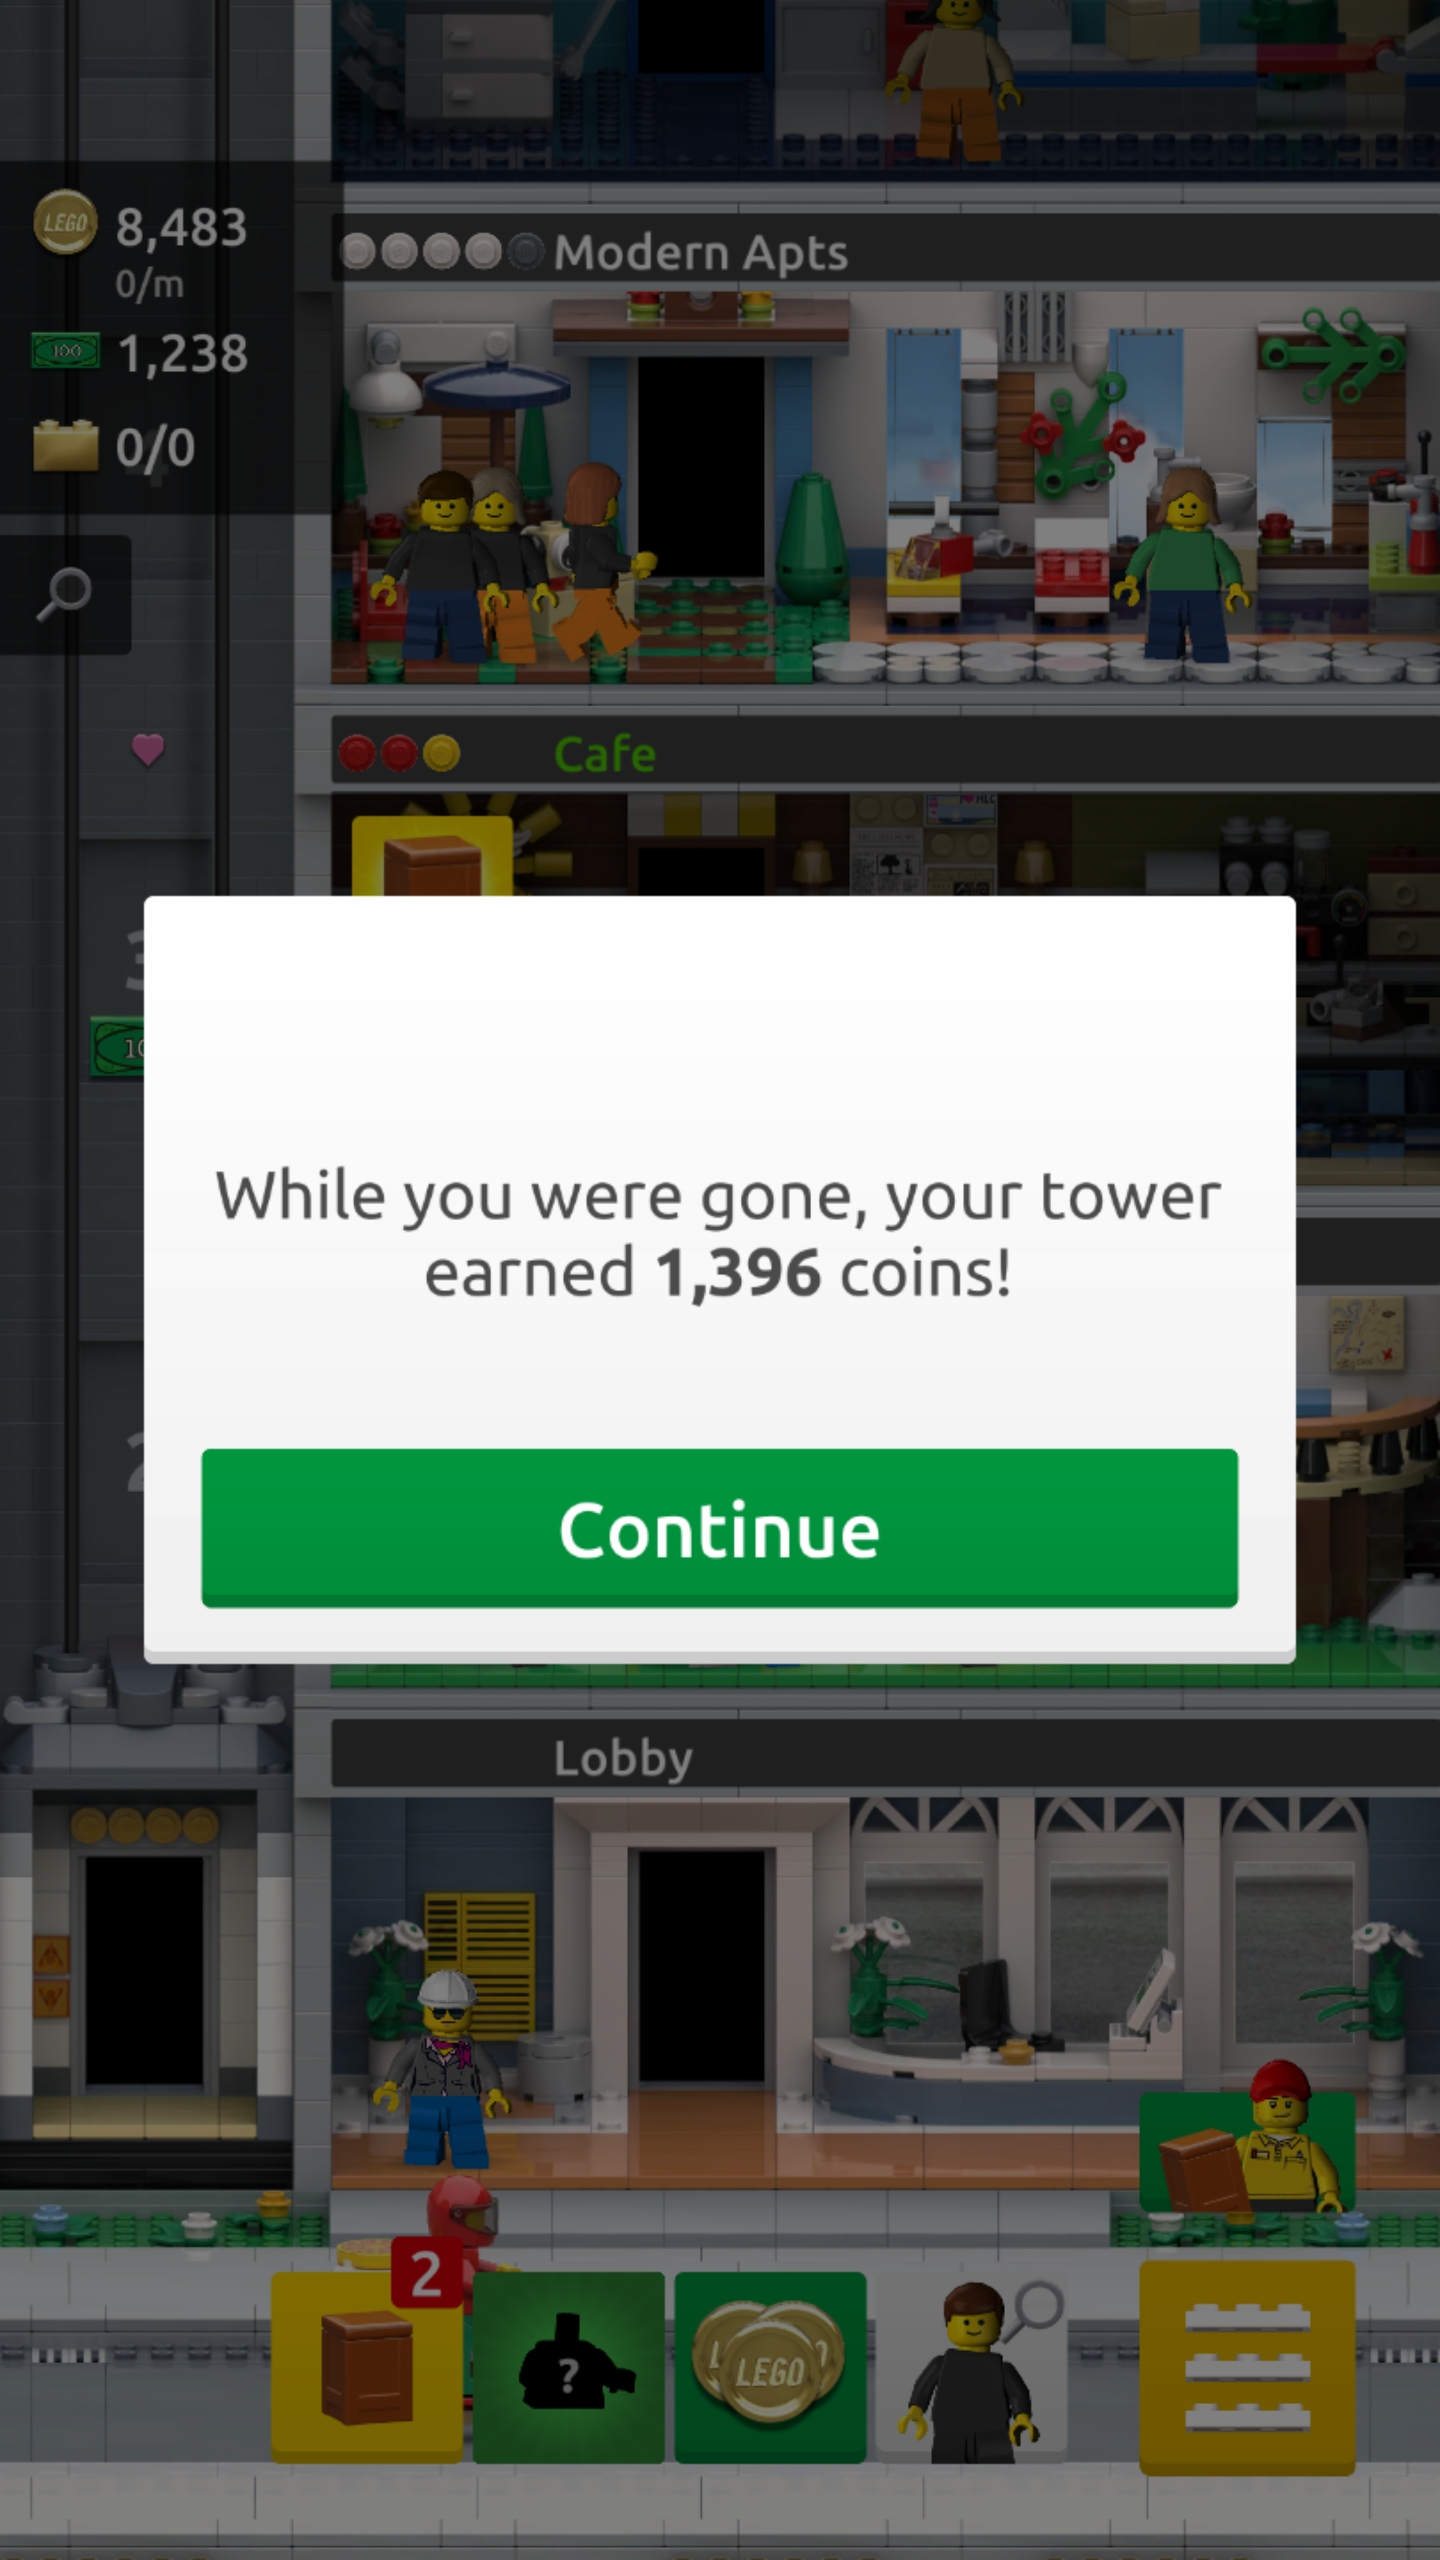 LEGO 8,483
0/m
100 1,238
0/0
Modern Apts
Cafe
While you were gone, your tower
earned 1,396 coins!
Continue
Lobby
2
?
LEGO